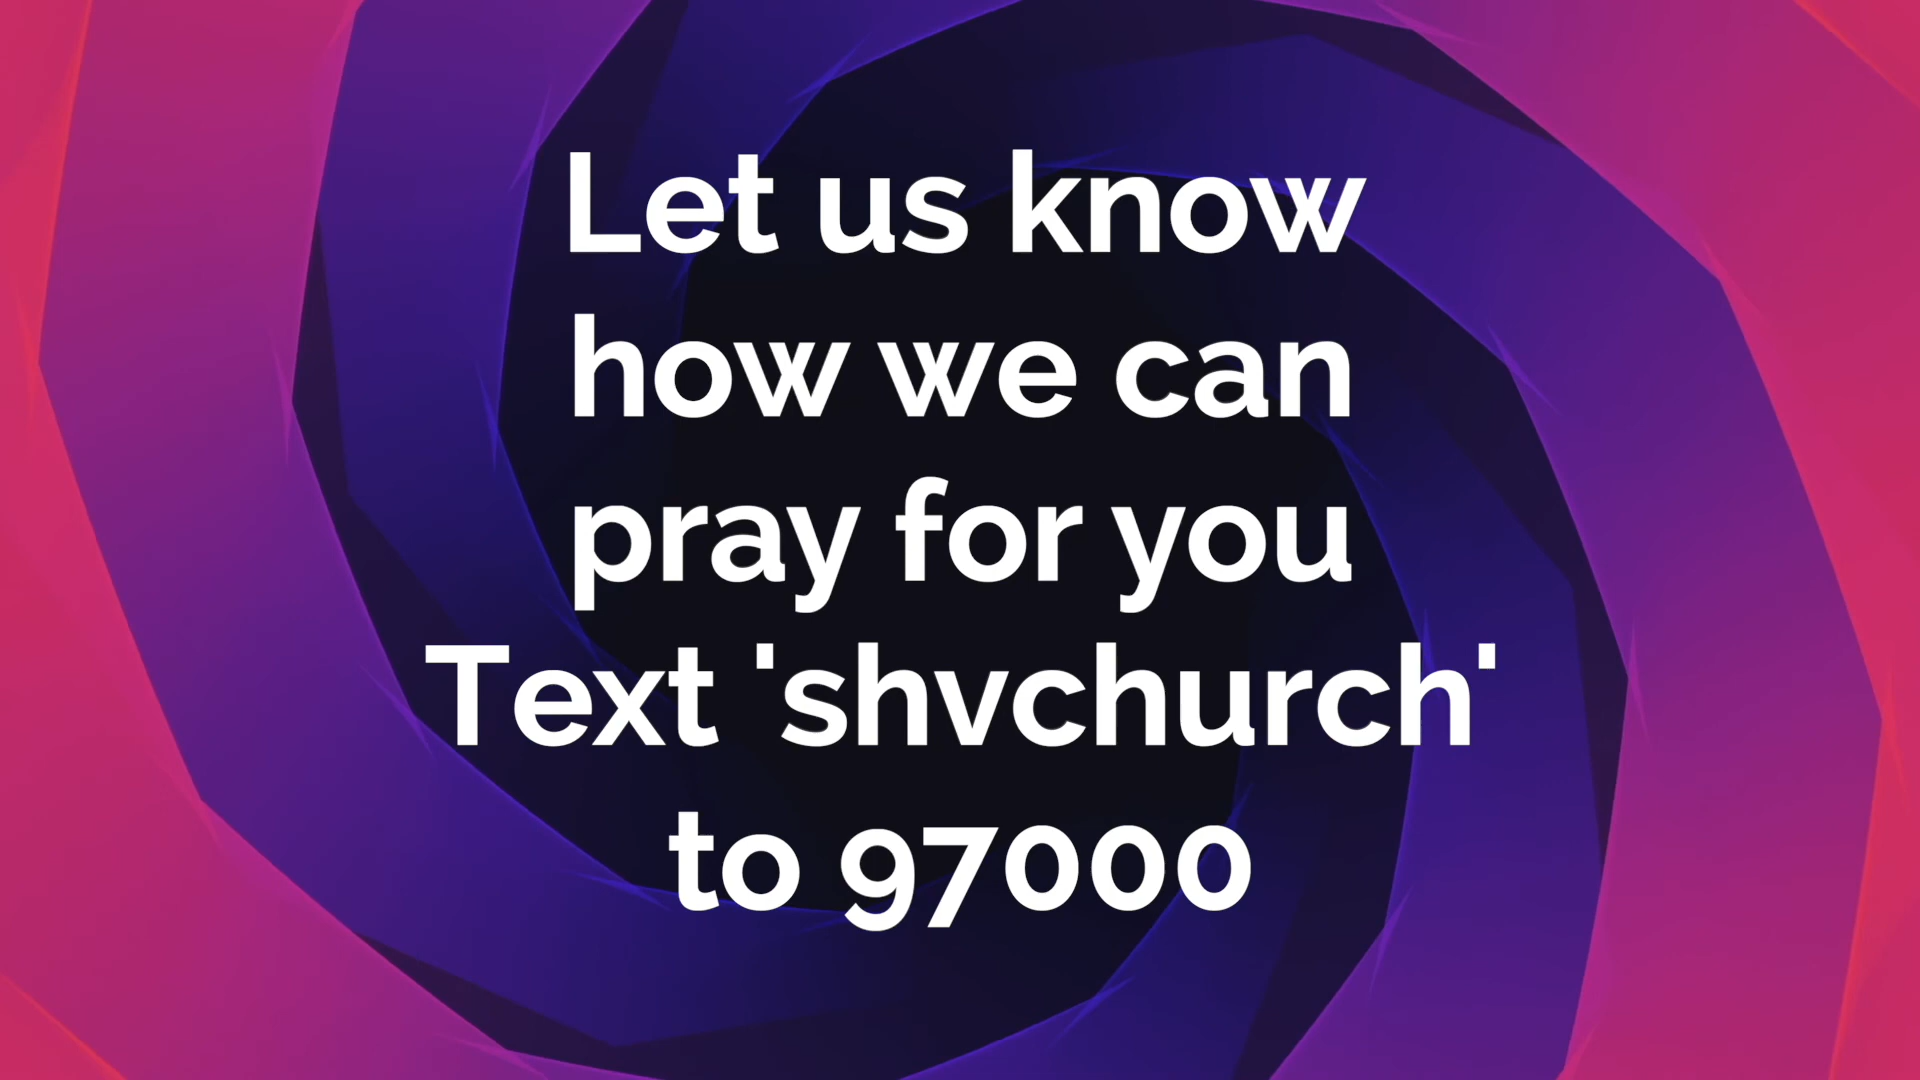 Let us know
how we can
pray for you
Text 'shvchurch'
to 97000